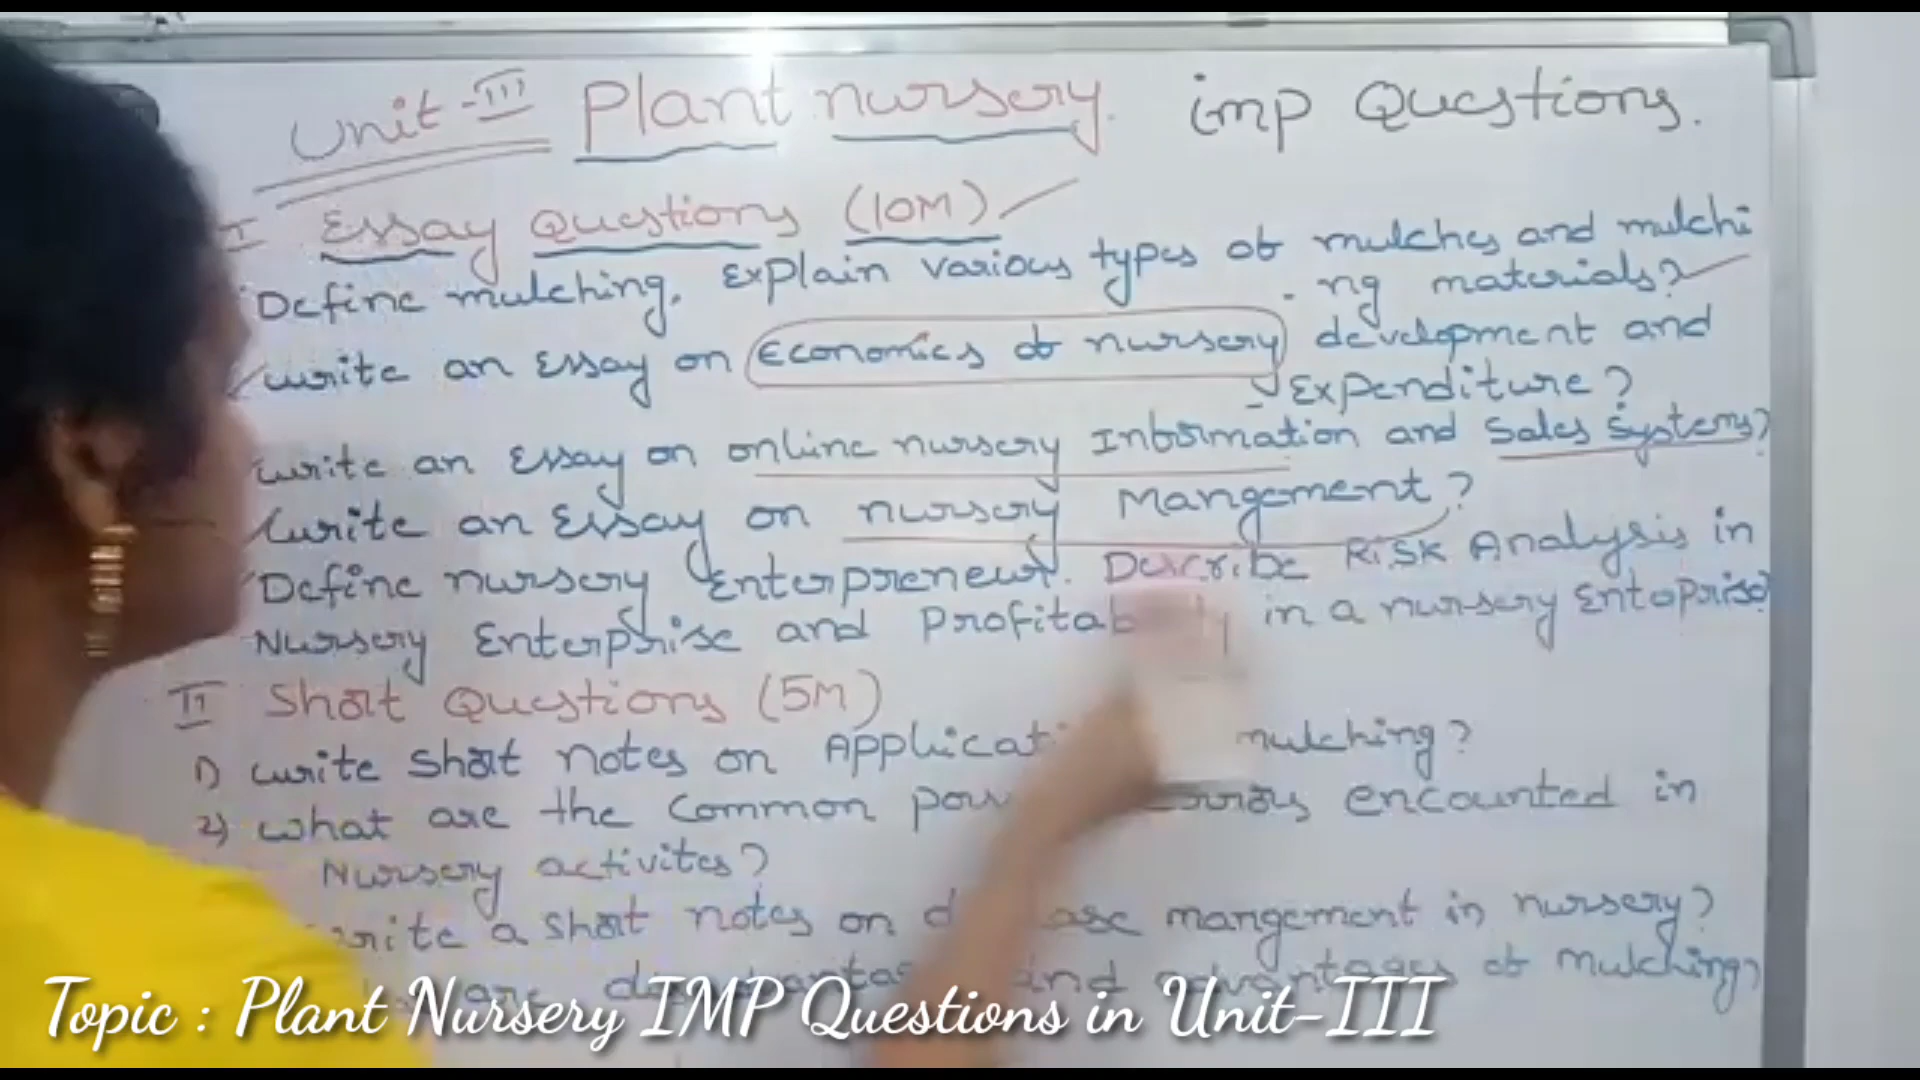 Unit-III Plant nursery. imp Questions.
I Essay Questions (10M)
Define mulching. Explain various types of mulches and mulchi
-ng materials?
write an Essay on Economics of nursery development and
- Expenditure?
write an Essay on online nursery Information and Sales Systems?
write an Essay on nursery Mangement?
Define nursery Enterpreneur. Describe Risk Analysis in
Nursery Enterprise and in a nursery Enterprise?
II Short Questions (5M)
1) write short notes on mulching?
2) what are the common errors encounted in
Nursery activites?
write a short notes on mangement in nursery?
are and advantages of mulching,
Topic : Plant Nursery IMP Questions in Unit-III